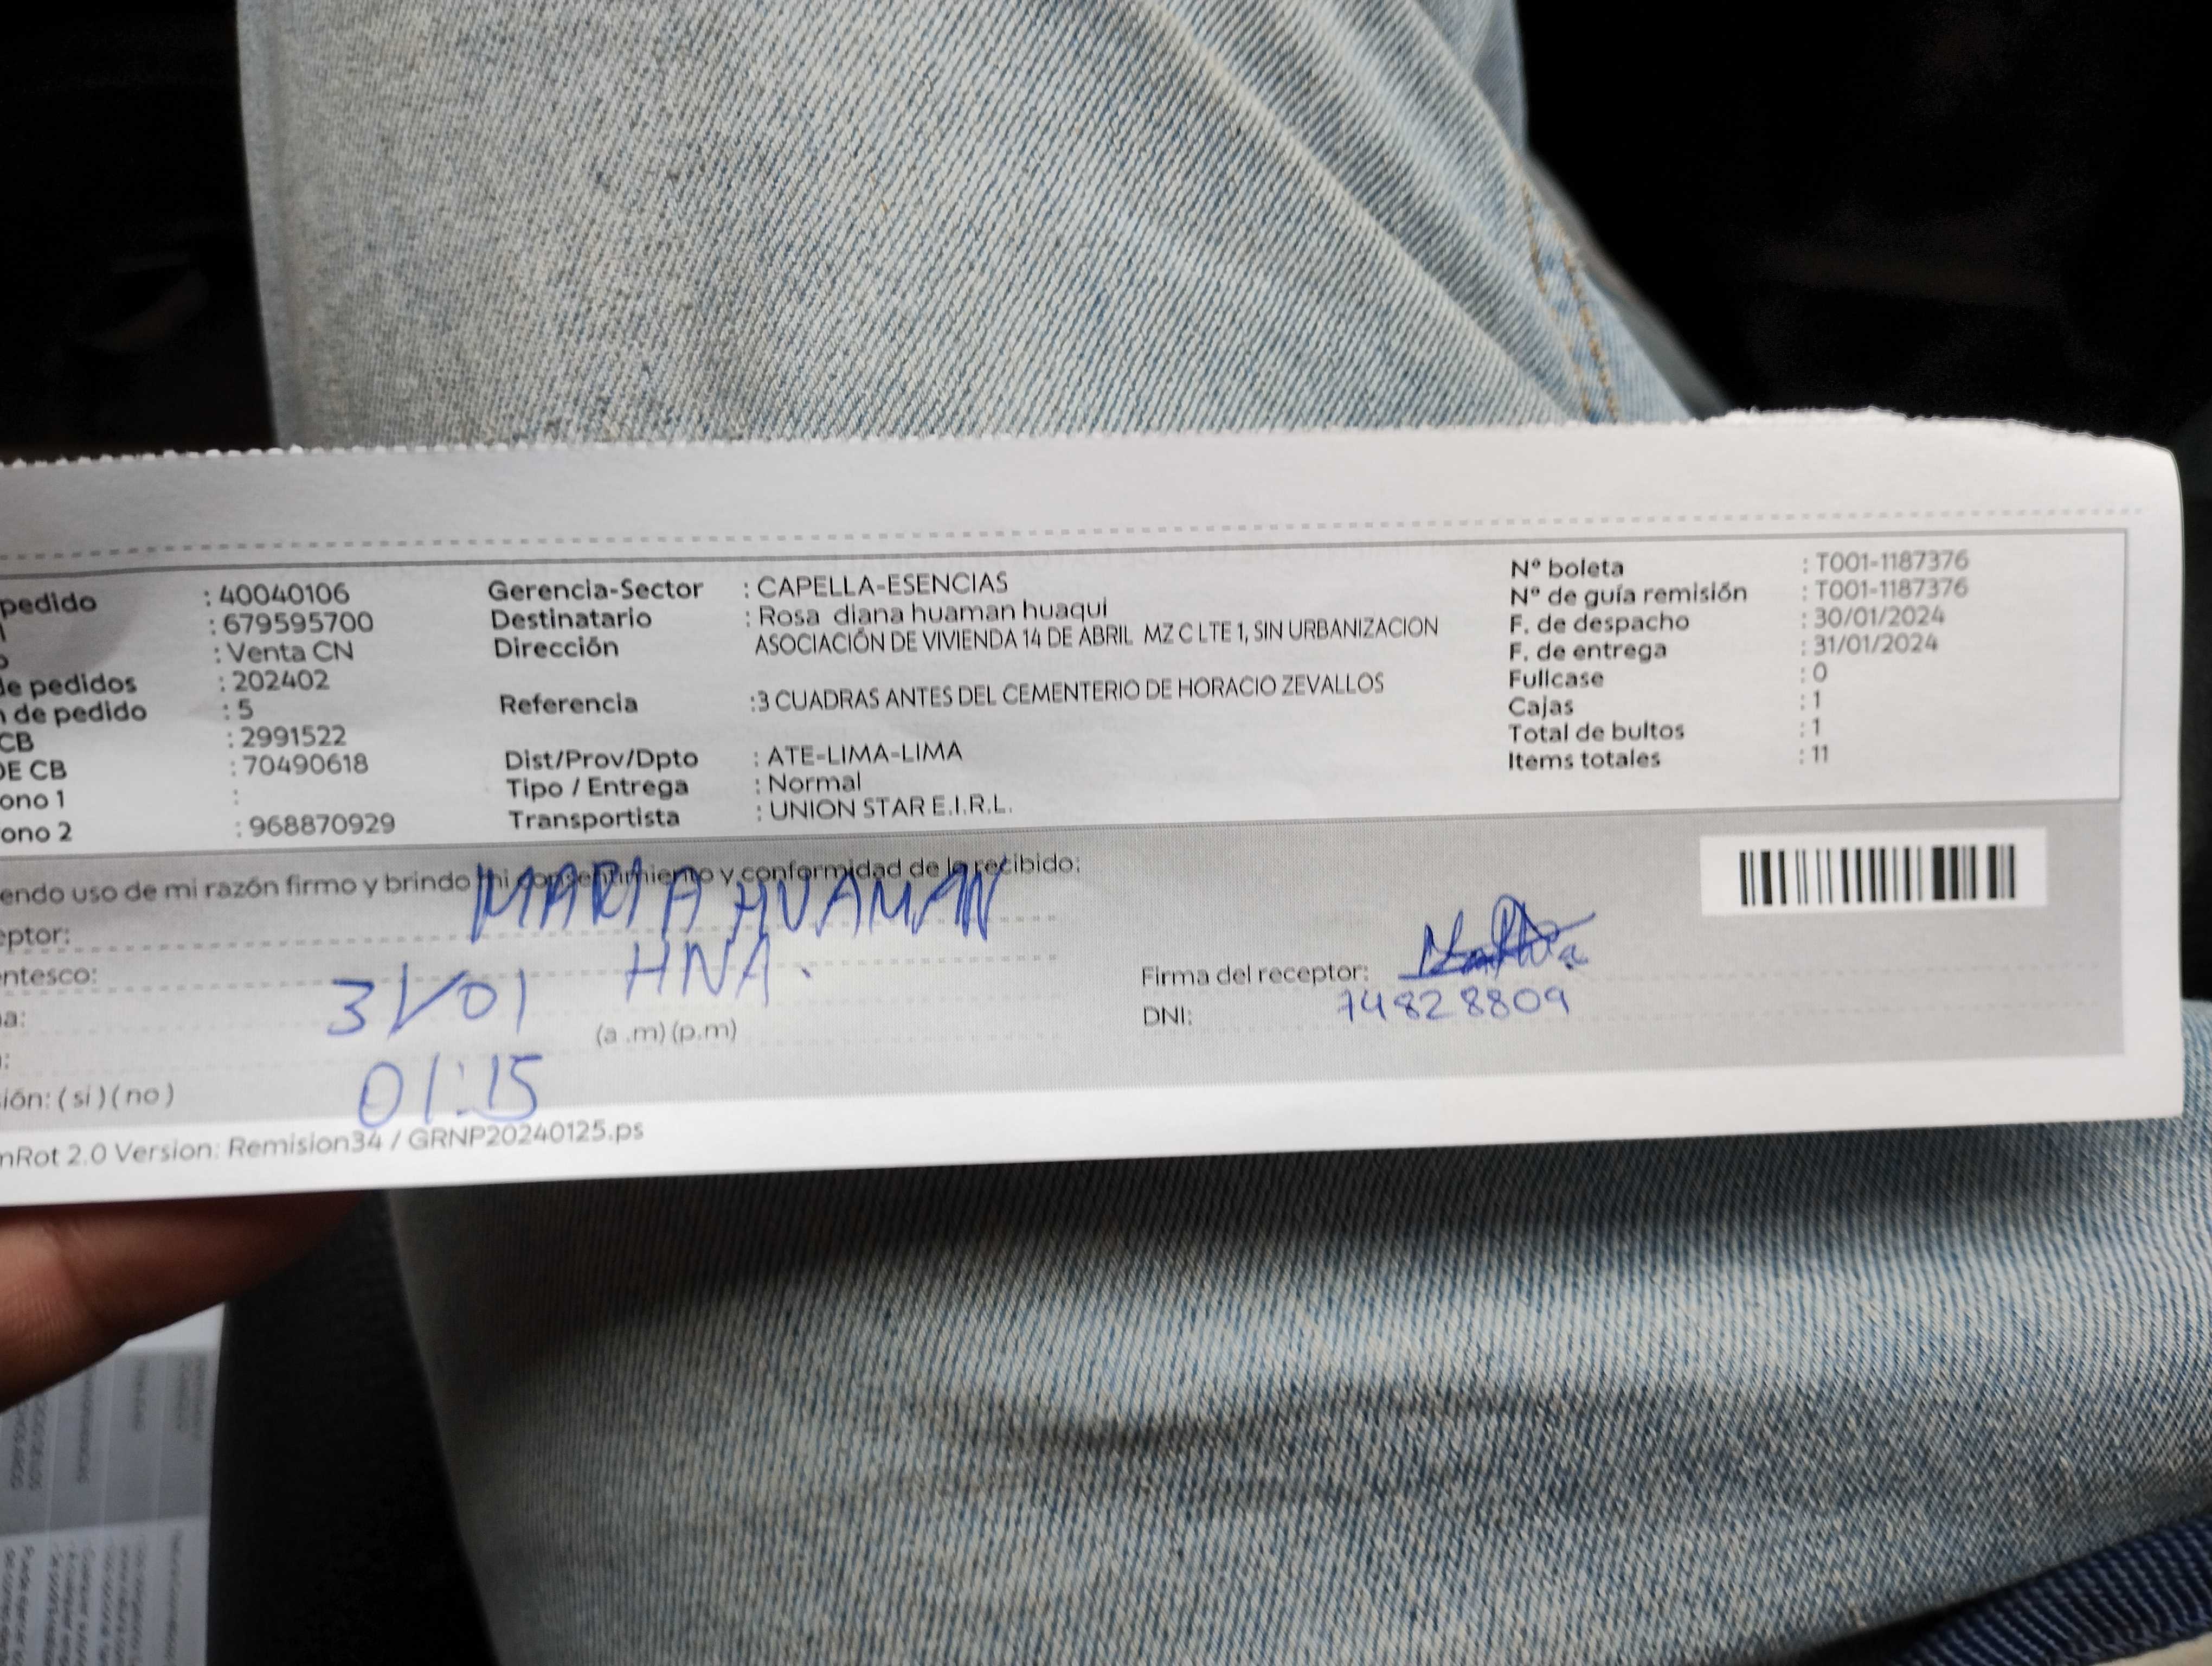 pedido : 40040106
: 679595700
: Venta CN
de pedidos : 202402
de pedido : 5
CB : 2991522
DE CB : 70490618
ono 1 :
ono 2 : 968870929
Gerencia-Sector : CAPELLA-ESENCIAS
Destinatario : Rosa diana huaman huaqui
Dirección ASOCIACIÓN DE VIVIENDA 14 DE ABRIL MZ C LTE 1, SIN URBANIZACION
Referencia :3 CUADRAS ANTES DEL CEMENTERIO DE HORACIO ZEVALLOS
Dist/Prov/Dpto : ATE-LIMA-LIMA
Tipo / Entrega : Normal
Transportista : UNION STAR E.I.R.L.
Nº boleta : T001-1187376
Nº de guía remisión : T001-1187376
F. de despacho : 30/01/2024
F. de entrega : 31/01/2024
Fullcase : 0
Cajas : 1
Total de bultos : 1
Items totales : 11
endo uso de mi razón firmo y brindo mi consentimiento y conformidad de lo recibido:
eptor: MARIA HUAMAN
entesco: HNA.
a: 31/01
(a .m) (p.m)
: 01:15
ión: ( si ) ( no )
Firma del receptor:
DNI: 74828809
nRot 2.0 Version: Remision34 / GRNP20240125.ps